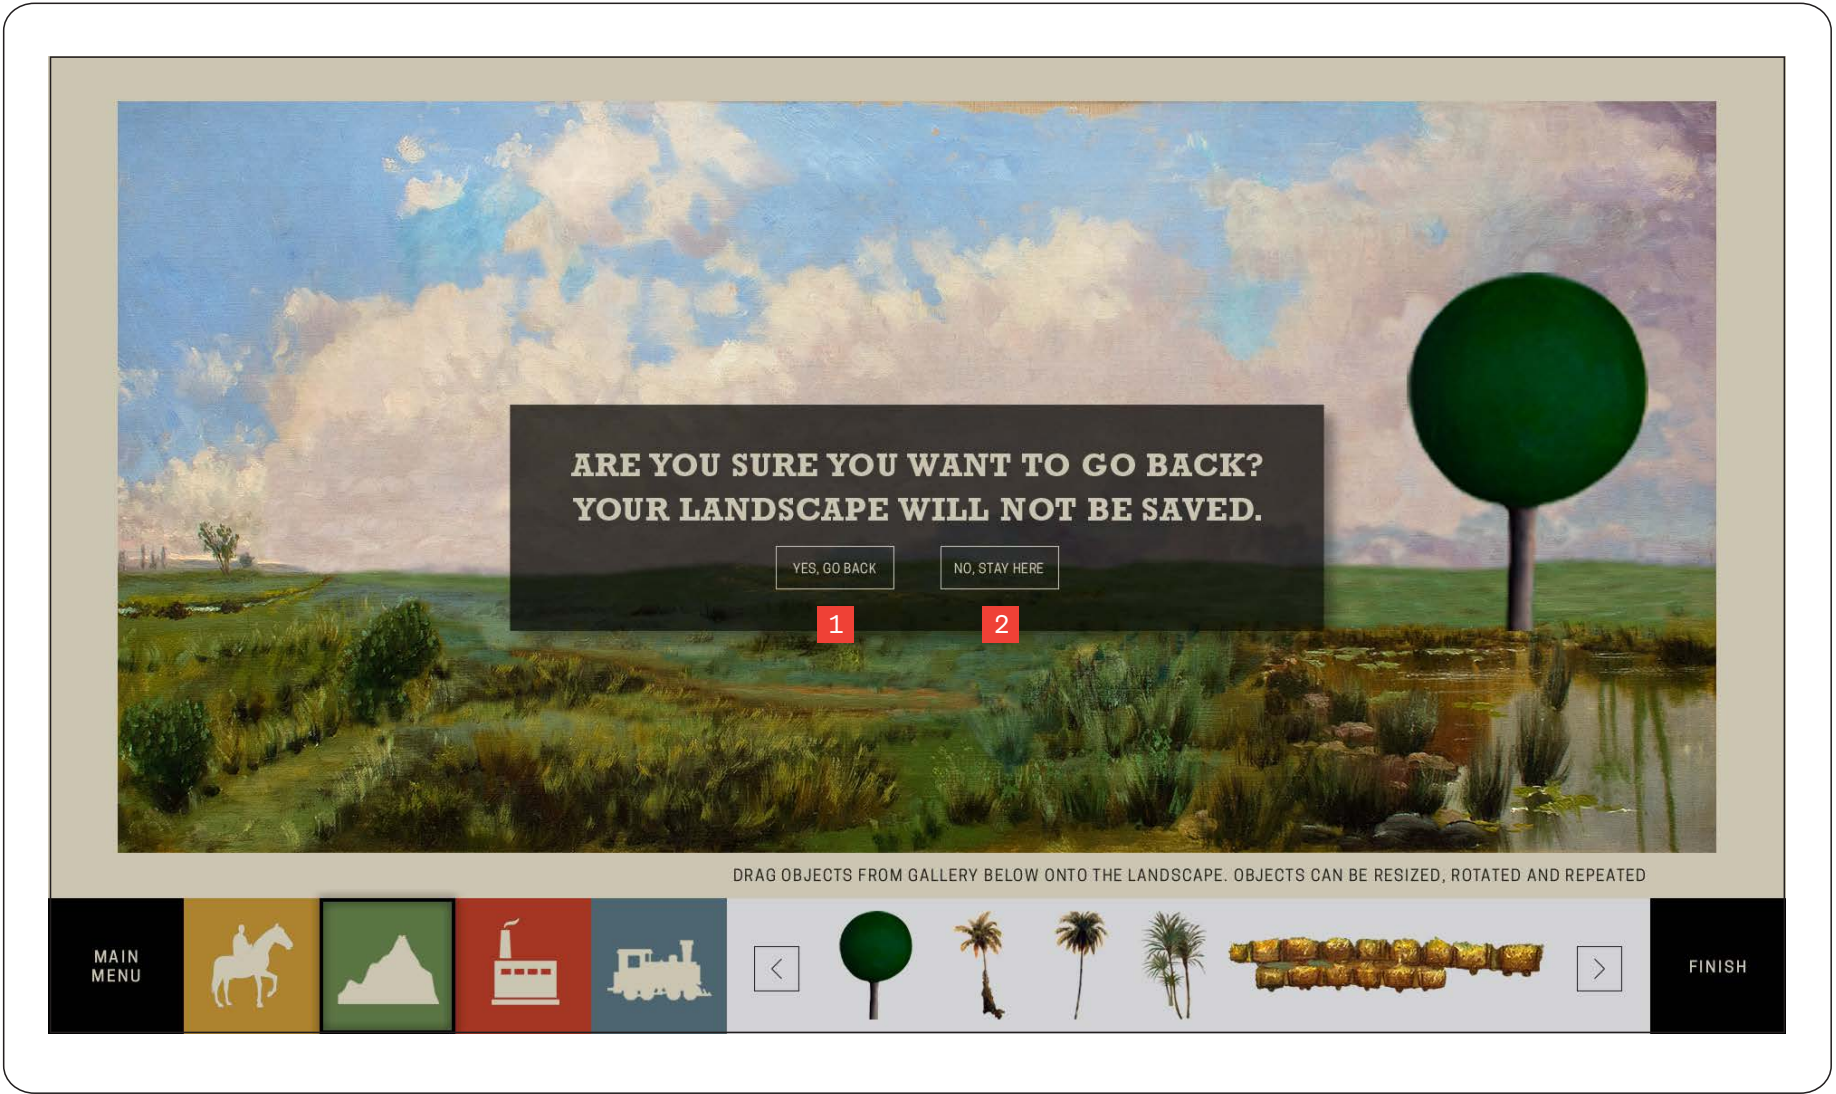 ARE YOU SURE YOU WANT TO GO BACK?
YOUR LANDSCAPE WILL NOT BE SAVED.
YES, GO BACK
NO, STAY HERE
1
2
DRAG OBJECTS FROM GALLERY BELOW ONTO THE LANDSCAPE. OBJECTS CAN BE RESIZED, ROTATED AND REPEATED
MAIN
MENU
FINISH